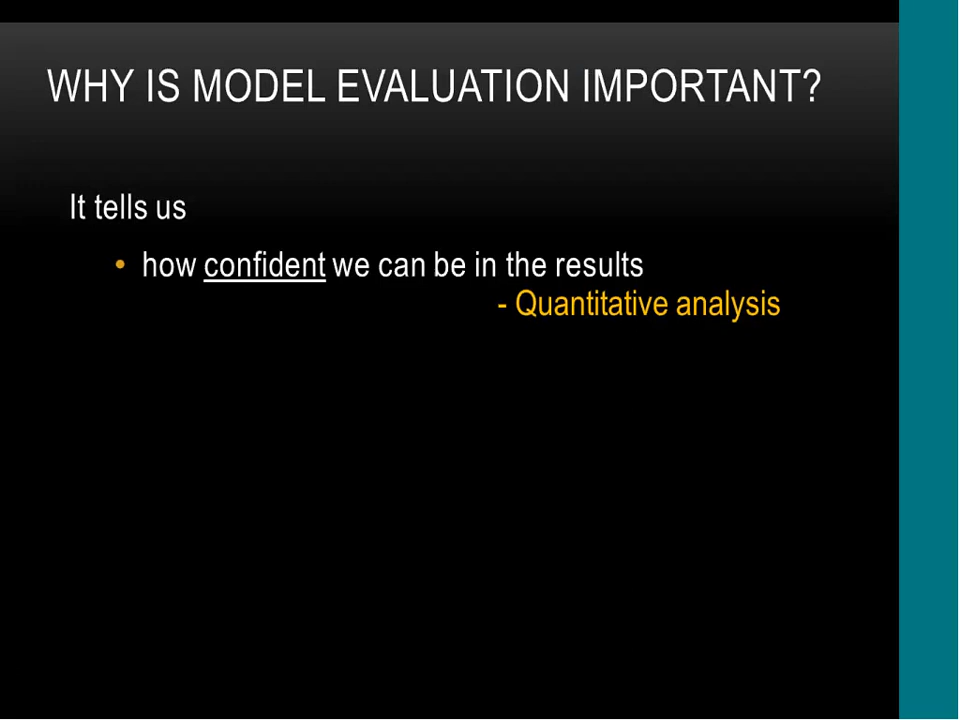 WHY IS MODEL EVALUATION IMPORTANT?
It tells us
• how confident we can be in the results
- Quantitative analysis